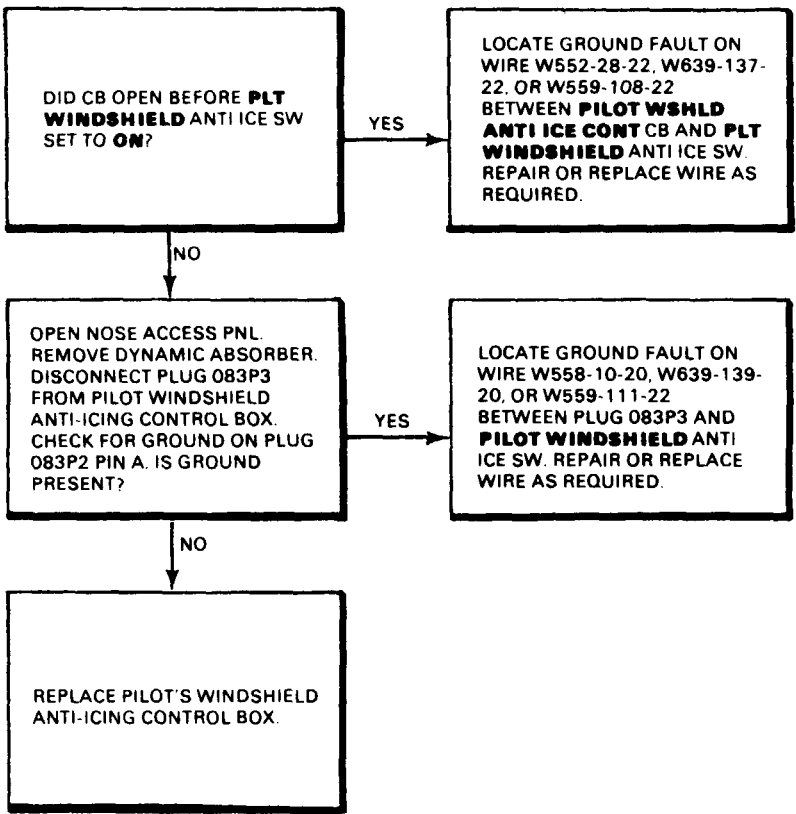 DID CB OPEN BEFORE PLT
WINDSHIELD ANTI ICE SW
SET TO ON?
YES
LOCATE GROUND FAULT ON
WIRE W552-28-22, W639-137-
22, OR W559-108-22
BETWEEN PILOT WSHLD
ANTI ICE CONT CB AND PLT
WINDSHIELD ANTI ICE SW.
REPAIR OR REPLACE WIRE AS
REQUIRED.
NO
OPEN NOSE ACCESS PNL.
REMOVE DYNAMIC ABSORBER.
DISCONNECT PLUG 083P3
FROM PILOT WINDSHIELD
ANTI-ICING CONTROL BOX.
CHECK FOR GROUND ON PLUG
083P2 PIN A. IS GROUND
PRESENT?
YES
LOCATE GROUND FAULT ON
WIRE W558-10-20, W639-139-
20, OR W559-111-22
BETWEEN PLUG 083P3 AND
PILOT WINDSHIELD ANTI
ICE SW. REPAIR OR REPLACE
WIRE AS REQUIRED.
NO
REPLACE PILOT'S WINDSHIELD
ANTI-ICING CONTROL BOX.